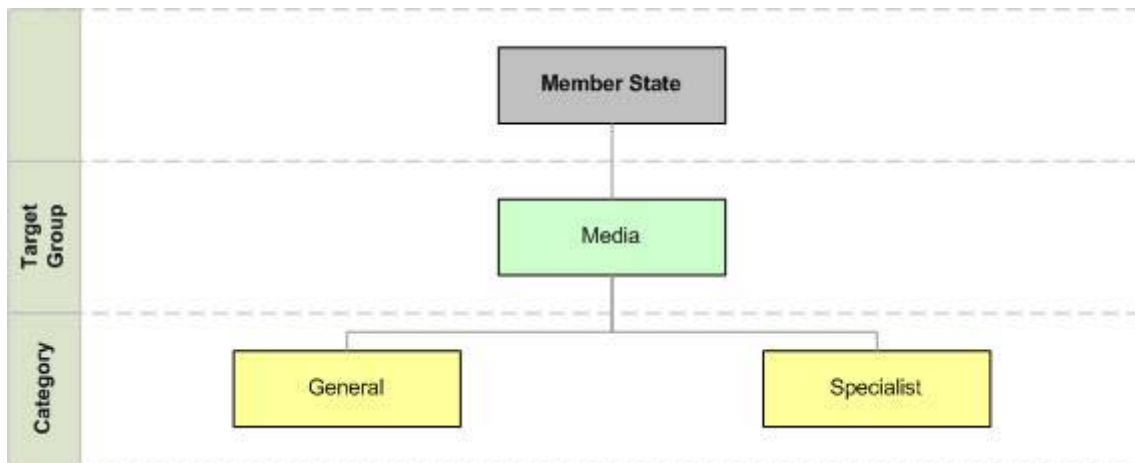 Member State
Target
Group
Media
Category
General
Specialist